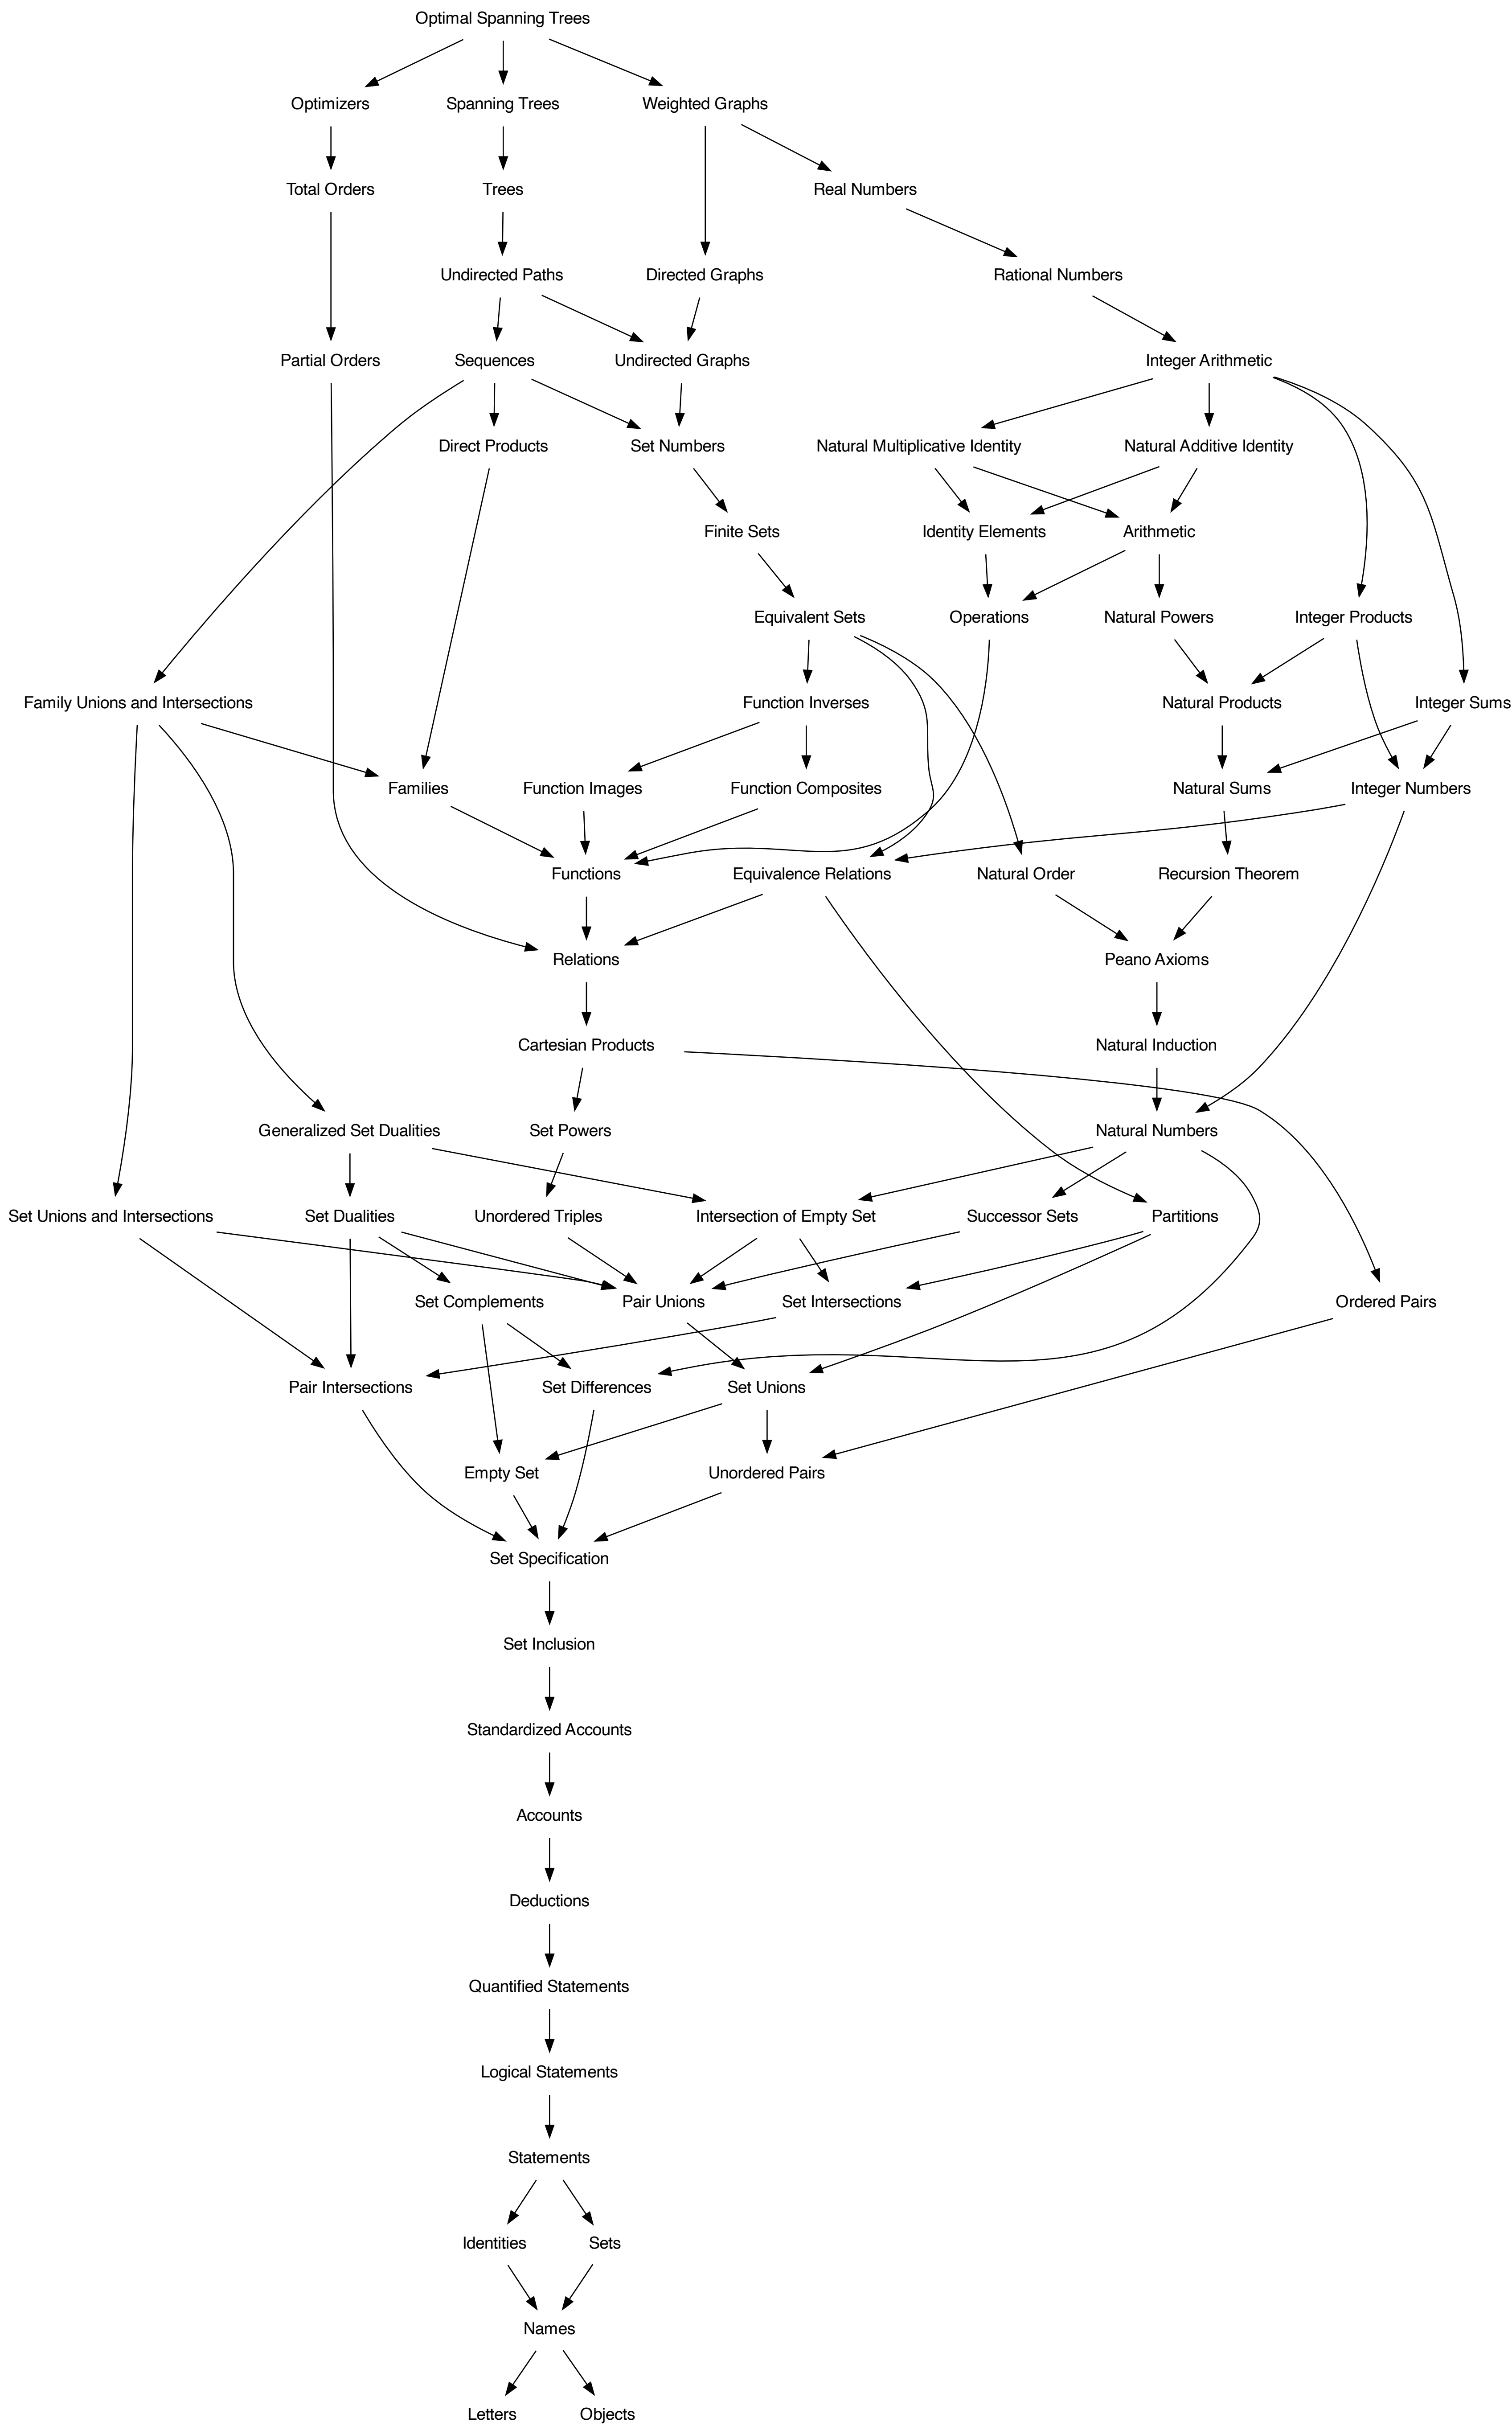 Optimal Spanning Trees
Optimizers
Spanning Trees
Weighted Graphs
Total Orders
Trees
Real Numbers
Undirected Paths
Directed Graphs
Rational Numbers
Partial Orders
Sequences
Undirected Graphs
Integer Arithmetic
Direct Products
Set Numbers
Natural Multiplicative Identity
Natural Additive Identity
Finite Sets
Identity Elements
Arithmetic
Equivalent Sets
Operations
Natural Powers
Integer Products
Family Unions and Intersections
Function Inverses
Natural Products
Integer Sums
Families
Function Images
Function Composites
Natural Sums
Integer Numbers
Functions
Equivalence Relations
Natural Order
Recursion Theorem
Relations
Peano Axioms
Cartesian Products
Natural Induction
Generalized Set Dualities
Set Powers
Natural Numbers
Set Unions and Intersections
Set Dualities
Unordered Triples
Intersection of Empty Set
Successor Sets
Partitions
Set Complements
Pair Unions
Set Intersections
Ordered Pairs
Pair Intersections
Set Differences
Set Unions
Empty Set
Unordered Pairs
Set Specification
Set Inclusion
Standardized Accounts
Accounts
Deductions
Quantified Statements
Logical Statements
Statements
Identities
Sets
Names
Letters
Objects